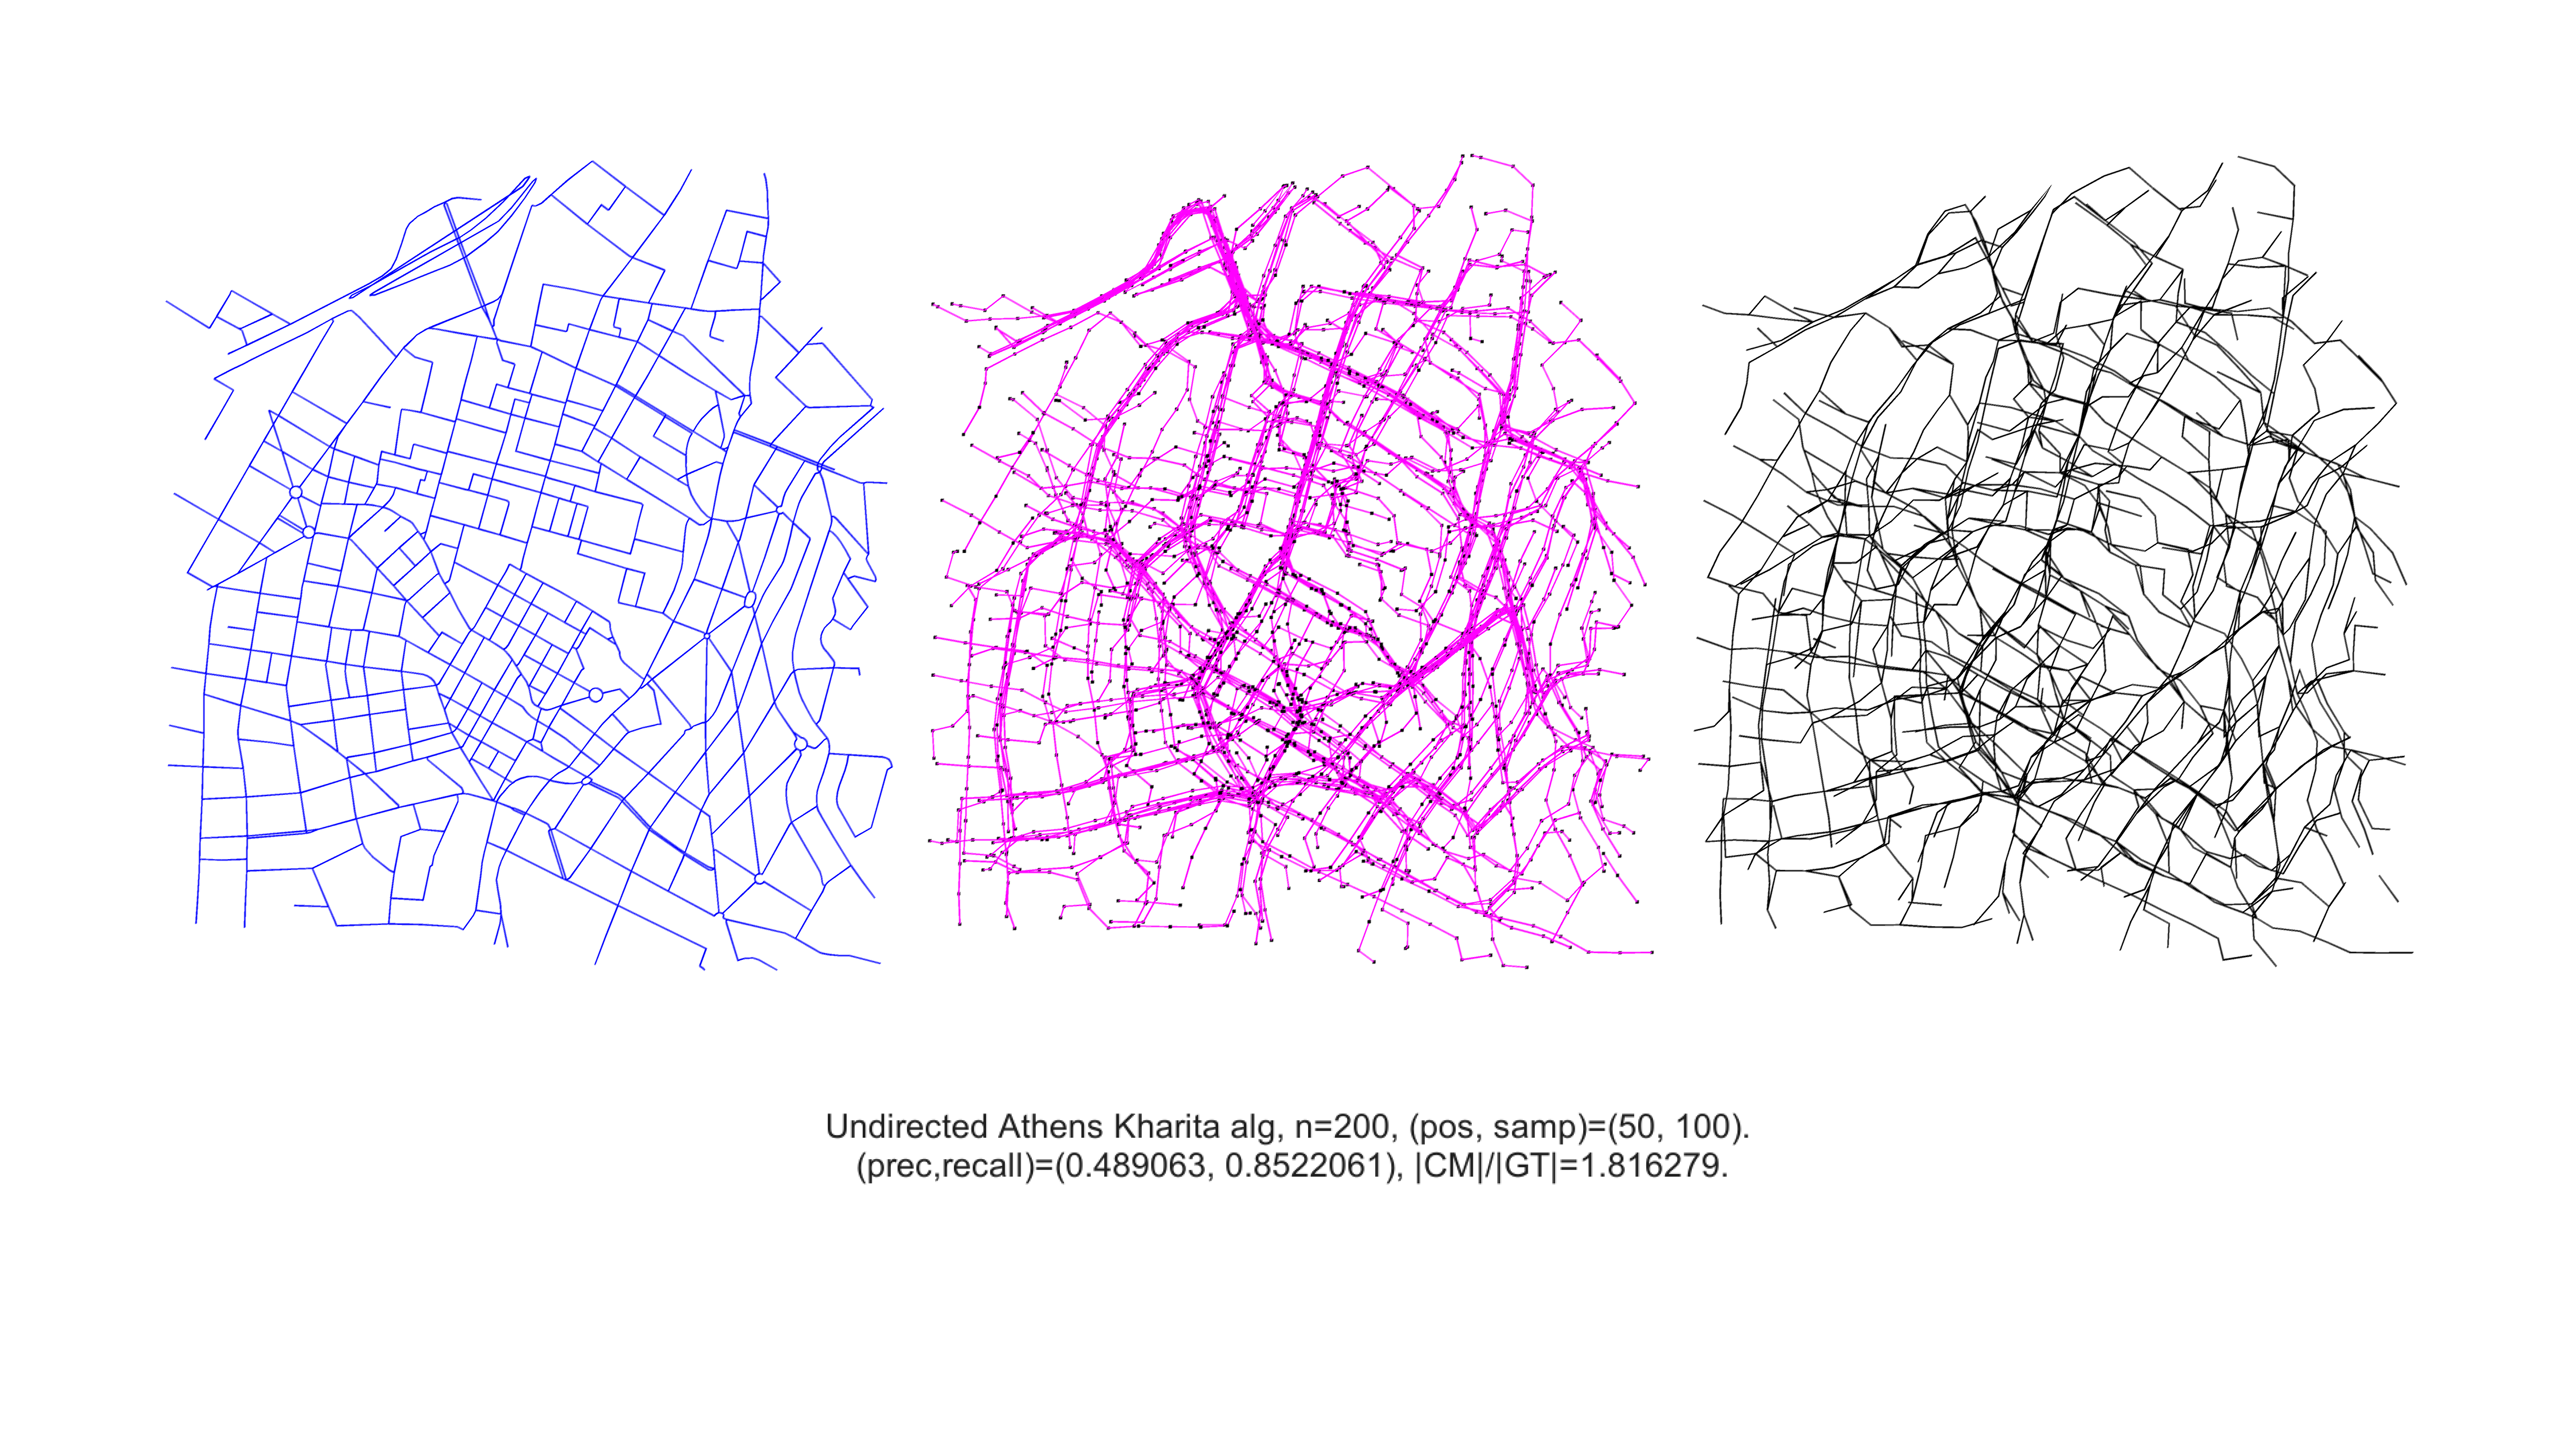 Undirected Athens Kharita alg, n=200, (pos, samp)=(50, 100).
(prec,recall)=(0.489063, 0.8522061), |CM|/|GT|=1.816279.